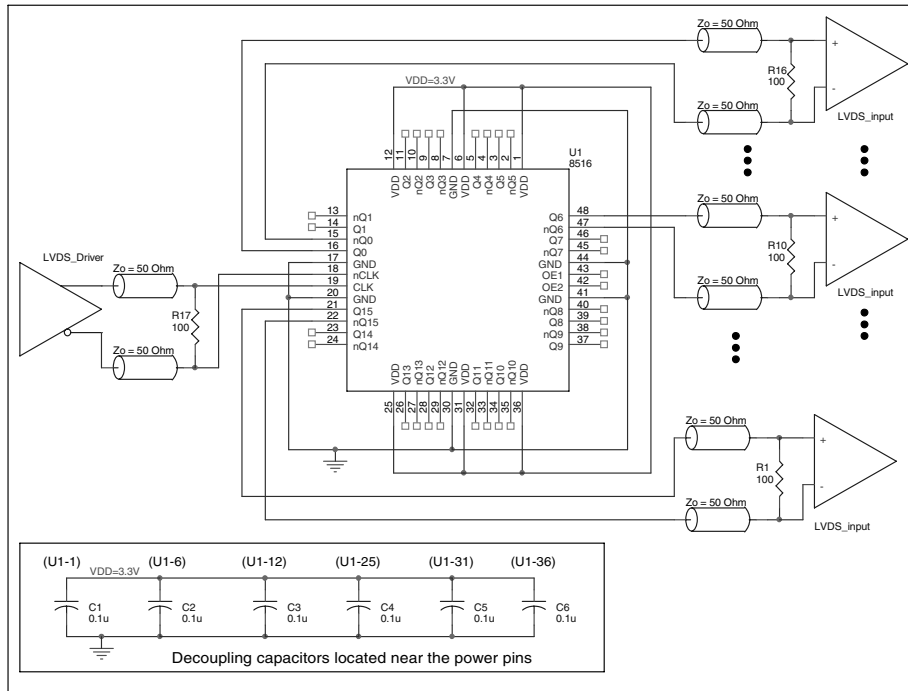 Zo = 50 Ohm
R16
100
+
-
Zo = 50 Ohm
LVDS_input
VDD=3.3V
U1
8516
12
11
10
9
8
7
6
5
4
3
2
1
VDD
Q2
nQ2
Q3
nQ3
GND
VDD
Q4
nQ4
Q5
nQ5
VDD
13 nQ1
14 Q1
15 nQ0
16 Q0
17 GND
18 nCLK
19 CLK
20 GND
21 Q15
22 nQ15
23 Q14
24 nQ14
Q6 48
nQ6 47
Q7 46
nQ7 45
GND 44
OE1 43
OE2 42
GND 41
nQ8 40
Q8 39
nQ9 38
Q9 37
VDD
Q13
nQ13
Q12
nQ12
GND
VDD
Q11
nQ11
Q10
nQ10
VDD
25
26
27
28
29
30
31
32
33
34
35
36
LVDS_Driver
Zo = 50 Ohm
R17
100
Zo = 50 Ohm
Zo = 50 Ohm
R10
100
+
-
Zo = 50 Ohm
LVDS_input
Zo = 50 Ohm
R1
100
+
-
Zo = 50 Ohm
LVDS_input
(U1-1) (U1-6) (U1-12) (U1-25) (U1-31) (U1-36)
VDD=3.3V
C1 C2 C3 C4 C5 C6
0.1u 0.1u 0.1u 0.1u 0.1u 0.1u
Decoupling capacitors located near the power pins